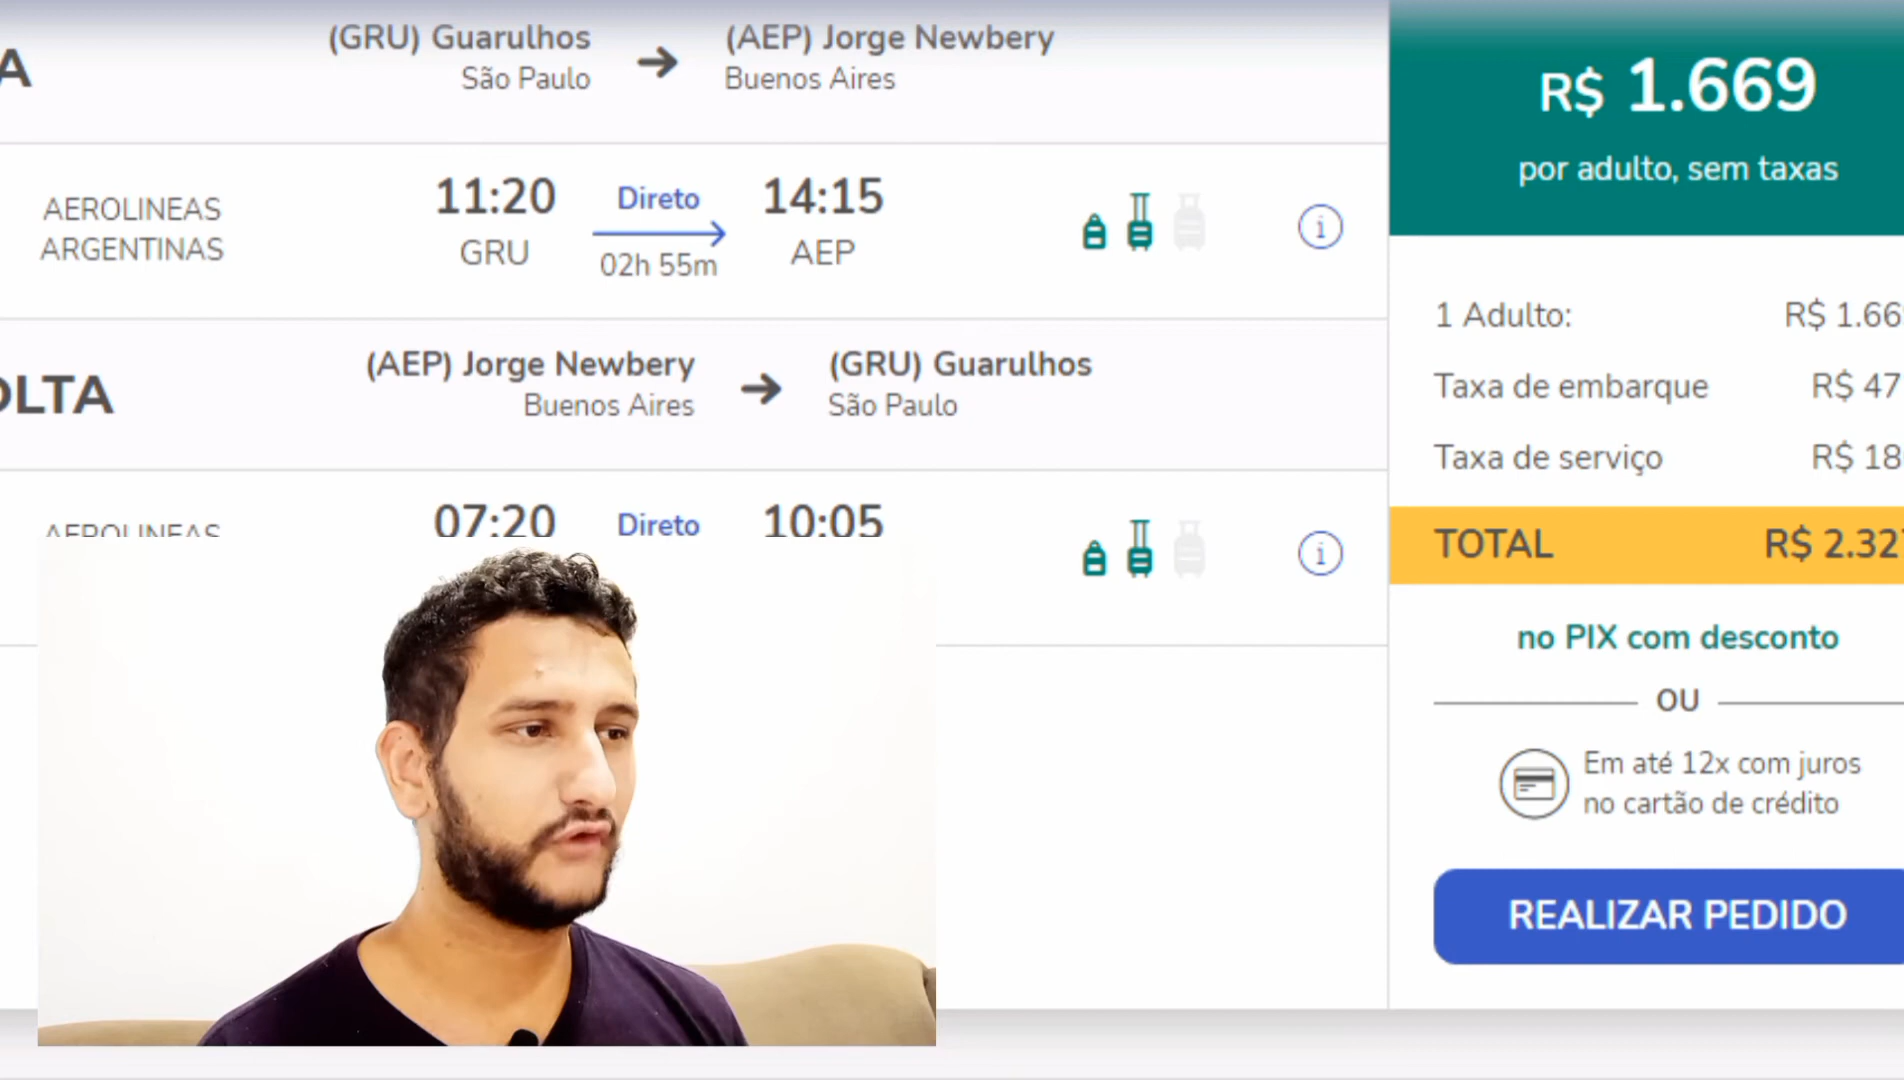 (GRU) Guarulhos
São Paulo
(AEP) Jorge Newbery
Buenos Aires
AEROLINEAS
ARGENTINAS
11:20
GRU
Direto
02h 55m
14:15
AEP
(AEP) Jorge Newbery
Buenos Aires
(GRU) Guarulhos
São Paulo
AEROLINEAS
07:20
Direto
10:05
R$ 1.669
por adulto, sem taxas
1 Adulto: R$ 1.66
Taxa de embarque R$ 47
Taxa de serviço R$ 18
TOTAL R$ 2.327
no PIX com desconto
OU
Em até 12x com juros
no cartão de crédito
REALIZAR PEDIDO